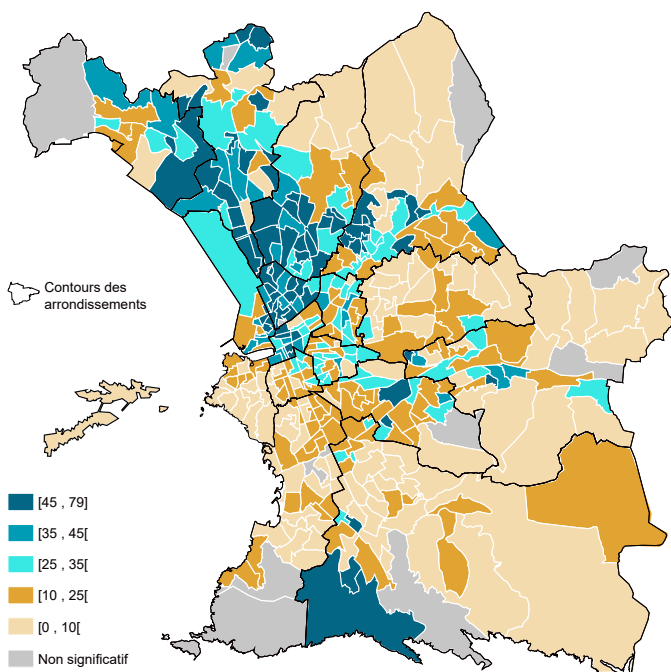 Contours des
arrondissements
[45 , 79]
[35 , 45[
[25 , 35[
[10 , 25[
[0 , 10[
Non significatif